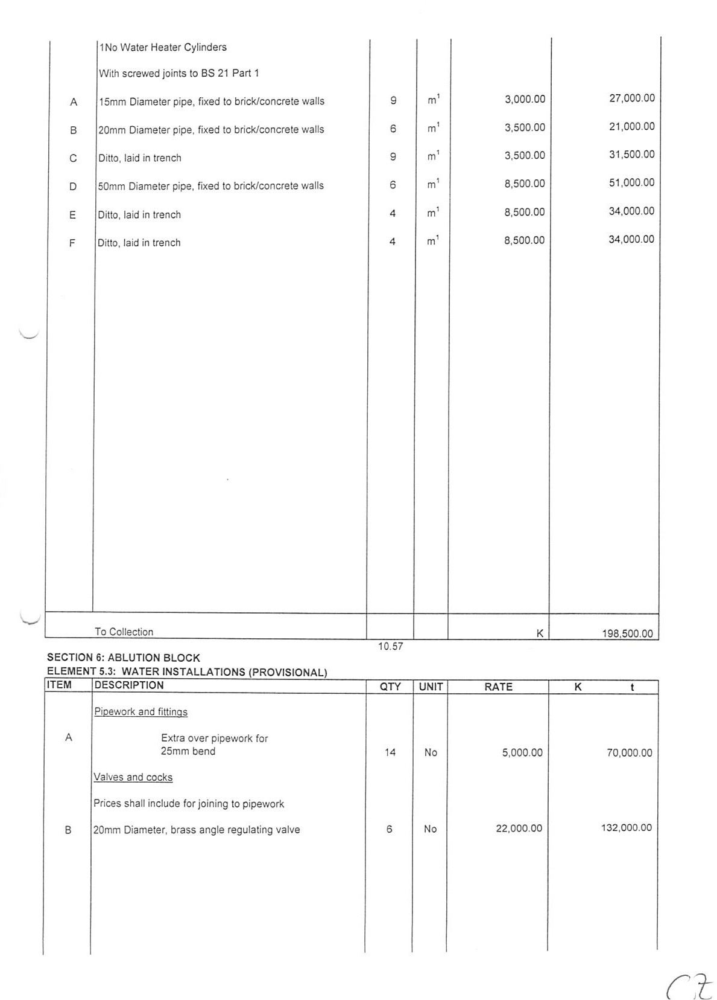 1No Water Heater Cylinders
With screwed joints to BS 21 Part 1
A 15mm Diameter pipe, fixed to brick/concrete walls 9 m¹ 3,000.00 27,000.00
B 20mm Diameter pipe, fixed to brick/concrete walls 6 m¹ 3,500.00 21,000.00
C Ditto, laid in trench 9 m¹ 3,500.00 31,500.00
D 50mm Diameter pipe, fixed to brick/concrete walls 6 m¹ 8,500.00 51,000.00
E Ditto, laid in trench 4 m¹ 8,500.00 34,000.00
F Ditto, laid in trench 4 m¹ 8,500.00 34,000.00
To Collection K 198,500.00
10.57
SECTION 6: ABLUTION BLOCK
ELEMENT 5.3: WATER INSTALLATIONS (PROVISIONAL)
ITEM DESCRIPTION QTY UNIT RATE K t
Pipework and fittings
A Extra over pipework for
25mm bend 14 No 5,000.00 70,000.00
Valves and cocks
Prices shall include for joining to pipework
B 20mm Diameter, brass angle regulating valve 6 No 22,000.00 132,000.00